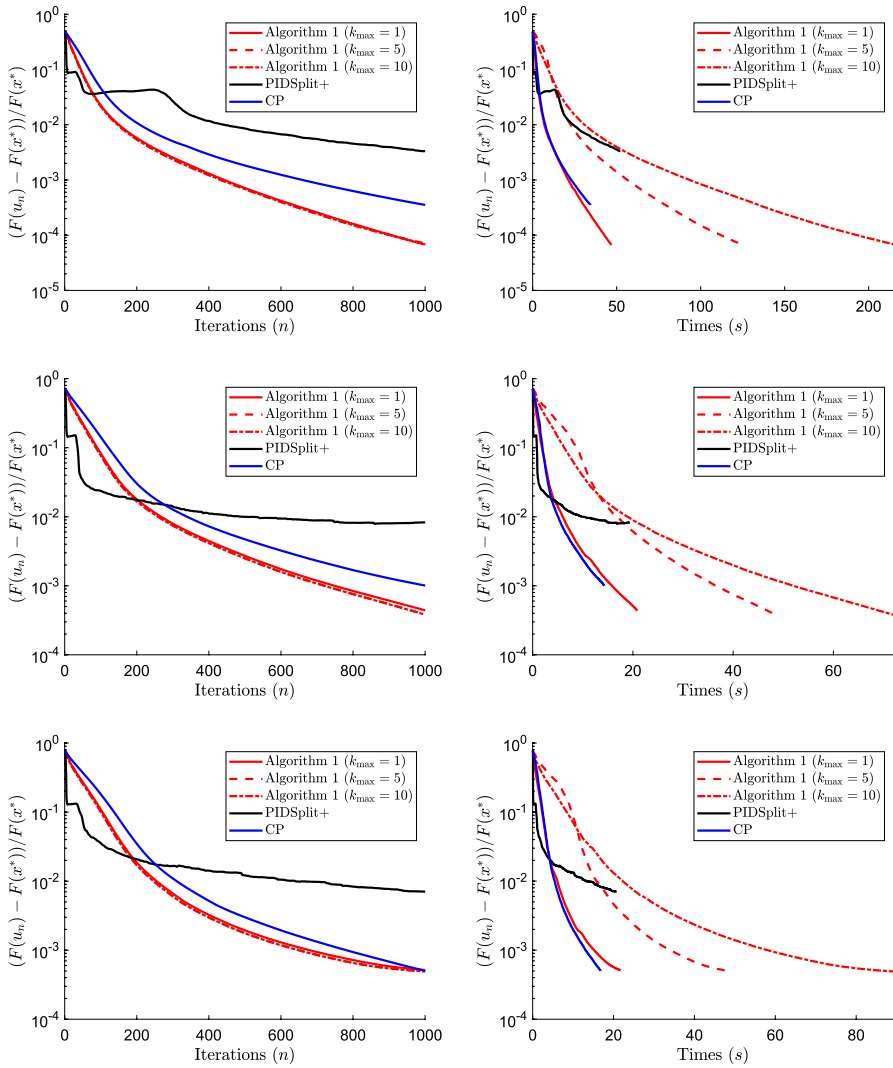 10^0
10^{-1}
10^{-2}
10^{-3}
10^{-4}
10^{-5}
(F(u_n) − F(x*))/F(x*)
0 200 400 600 800 1000
Iterations (n)
Algorithm 1 (k_max = 1)
Algorithm 1 (k_max = 5)
Algorithm 1 (k_max = 10)
PIDSplit+
CP
10^0
10^{-1}
10^{-2}
10^{-3}
10^{-4}
10^{-5}
(F(u_n) − F(x*))/F(x*)
0 50 100 150 200
Times (s)
Algorithm 1 (k_max = 1)
Algorithm 1 (k_max = 5)
Algorithm 1 (k_max = 10)
PIDSplit+
CP
10^0
10^{-1}
10^{-2}
10^{-3}
10^{-4}
(F(u_n) − F(x*))/F(x*)
0 200 400 600 800 1000
Iterations (n)
Algorithm 1 (k_max = 1)
Algorithm 1 (k_max = 5)
Algorithm 1 (k_max = 10)
PIDSplit+
CP
10^0
10^{-1}
10^{-2}
10^{-3}
10^{-4}
(F(u_n) − F(x*))/F(x*)
0 20 40 60
Times (s)
Algorithm 1 (k_max = 1)
Algorithm 1 (k_max = 5)
Algorithm 1 (k_max = 10)
PIDSplit+
CP
10^0
10^{-1}
10^{-2}
10^{-3}
10^{-4}
(F(u_n) − F(x*))/F(x*)
0 200 400 600 800 1000
Iterations (n)
Algorithm 1 (k_max = 1)
Algorithm 1 (k_max = 5)
Algorithm 1 (k_max = 10)
PIDSplit+
CP
10^0
10^{-1}
10^{-2}
10^{-3}
10^{-4}
(F(u_n) − F(x*))/F(x*)
0 20 40 60 80
Times (s)
Algorithm 1 (k_max = 1)
Algorithm 1 (k_max = 5)
Algorithm 1 (k_max = 10)
PIDSplit+
CP